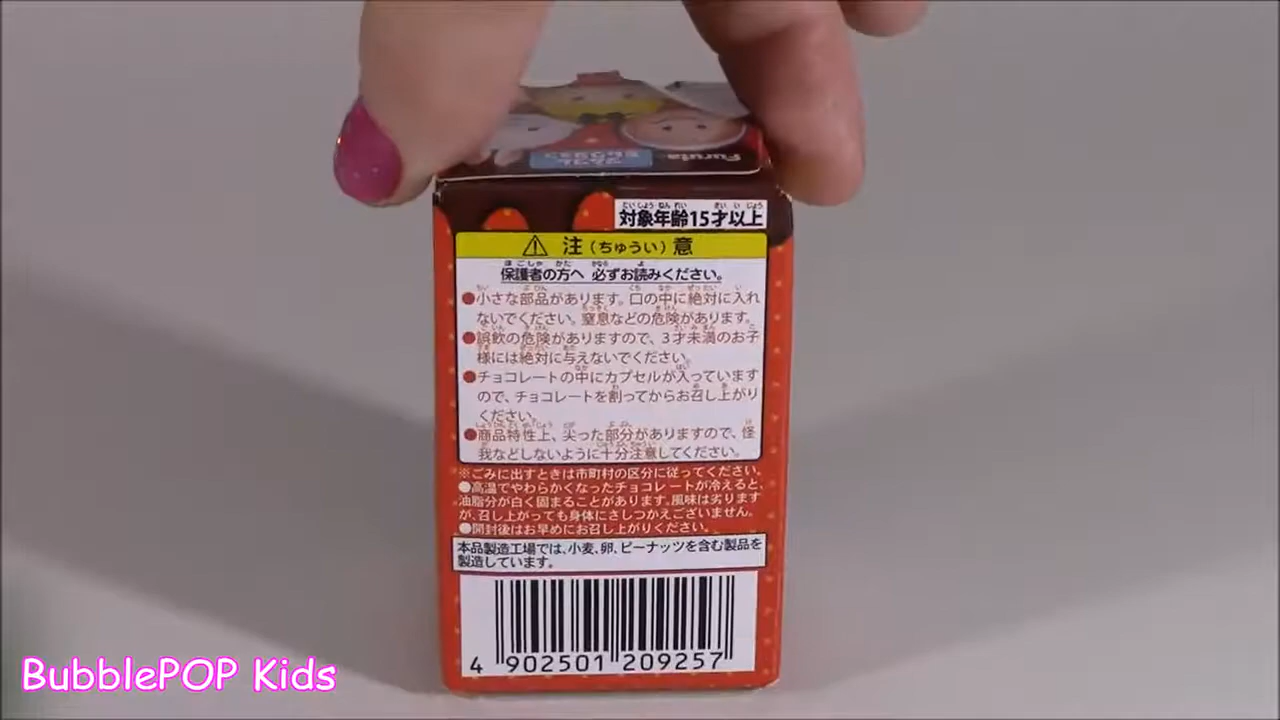 Furuta
対象年齢15才以上
注（ちゅうい）意
保護者の方へ 必ずお読みください。
●小さな部品があります。口の中に絶対に入れ
ないでください。窒息などの危険があります。
●誤飲の危険がありますので、3才未満のお子
様には絶対に与えないでください。
●チョコレートの中にカプセルが入っています
ので、チョコレートを割ってからお召し上がり
ください。
●商品特性上、尖った部分がありますので、怪
我などしないように十分注意してください。
※ごみに出すときは市町村の区分に従ってください。
●高温でやわらかくなったチョコレートが冷えると、
油脂分が白く固まることがあります。風味は劣ります
が、召し上がっても身体にさしつかえございません。
●開封後はお早めにお召し上がりください。
本品製造工場では、小麦、卵、ピーナッツを含む製品を
製造しています。
4 902501 209257
BubblePOP Kids